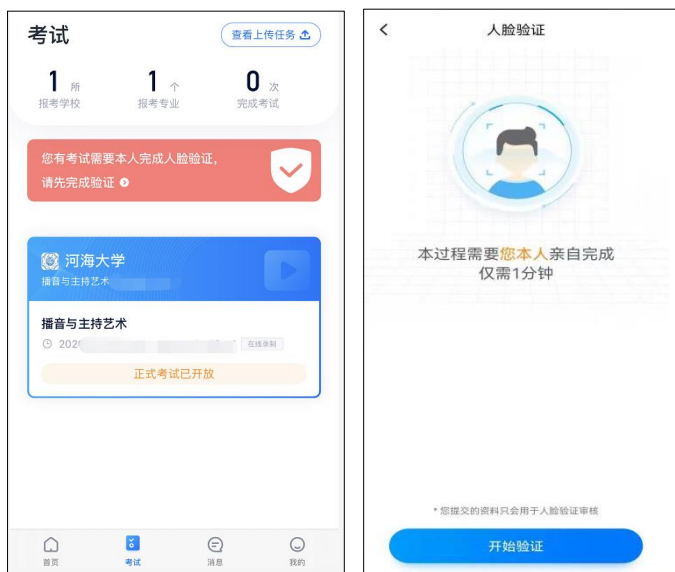 考试
查看上传任务
1 所
报考学校
1 个
报考专业
0 次
完成考试
您有考试需要本人完成人脸验证,
请先完成验证
河海大学
播音与主持艺术
播音与主持艺术
202
在线录制
正式考试已开放
首页
考试
消息
我的
人脸验证
本过程需要您本人亲自完成
仅需1分钟
* 您提交的资料只会用于人脸验证审核
开始验证